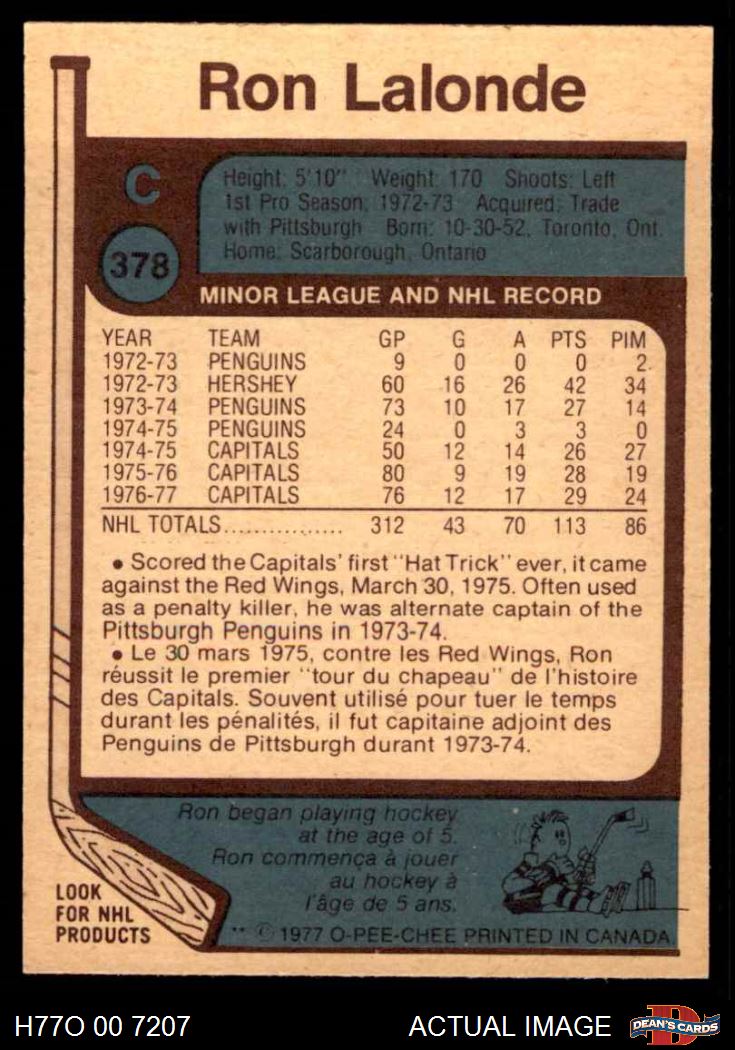 Ron Lalonde
C
378
Height: 5'10" Weight: 170 Shoots: Left
1st Pro Season: 1972-73 Acquired: Trade
with Pittsburgh Born: 10-30-52, Toronto, Ont.
Home: Scarborough, Ontario
MINOR LEAGUE AND NHL RECORD
YEAR TEAM GP G A PTS PIM
1972-73 PENGUINS 9 0 0 0 2
1972-73 HERSHEY 60 16 26 42 34
1973-74 PENGUINS 73 10 17 27 14
1974-75 PENGUINS 24 0 3 3 0
1974-75 CAPITALS 50 12 14 26 27
1975-76 CAPITALS 80 9 19 28 19
1976-77 CAPITALS 76 12 17 29 24
NHL TOTALS................ 312 43 70 113 86
• Scored the Capitals' first "Hat Trick" ever, it came
against the Red Wings, March 30, 1975. Often used
as a penalty killer, he was alternate captain of the
Pittsburgh Penguins in 1973-74.
• Le 30 mars 1975, contre les Red Wings, Ron
réussit le premier "tour du chapeau" de l'histoire
des Capitals. Souvent utilisé pour tuer le temps
durant les pénalités, il fut capitaine adjoint des
Penguins de Pittsburgh durant 1973-74.
Ron began playing hockey
at the age of 5.
Ron commença à jouer
au hockey à
l'âge de 5 ans.
LOOK
FOR NHL
PRODUCTS
** © 1977 O-PEE-CHEE PRINTED IN CANADA
H77O 00 7207 ACTUAL IMAGE
D
DEAN'S CARDS